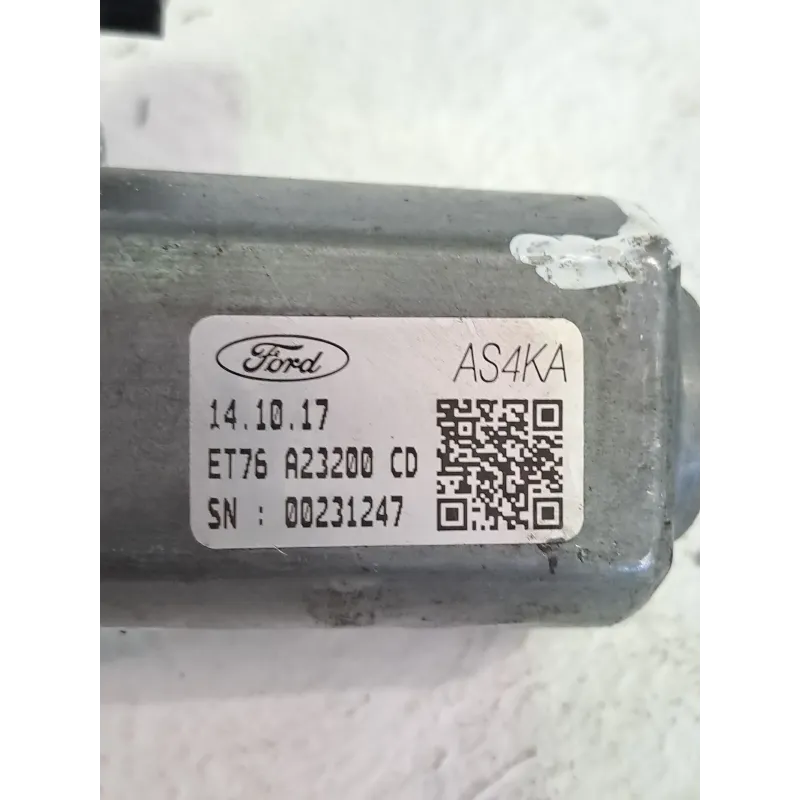 Ford AS4KA
14.10.17
ET76 A23200 CD
SN : 00231247